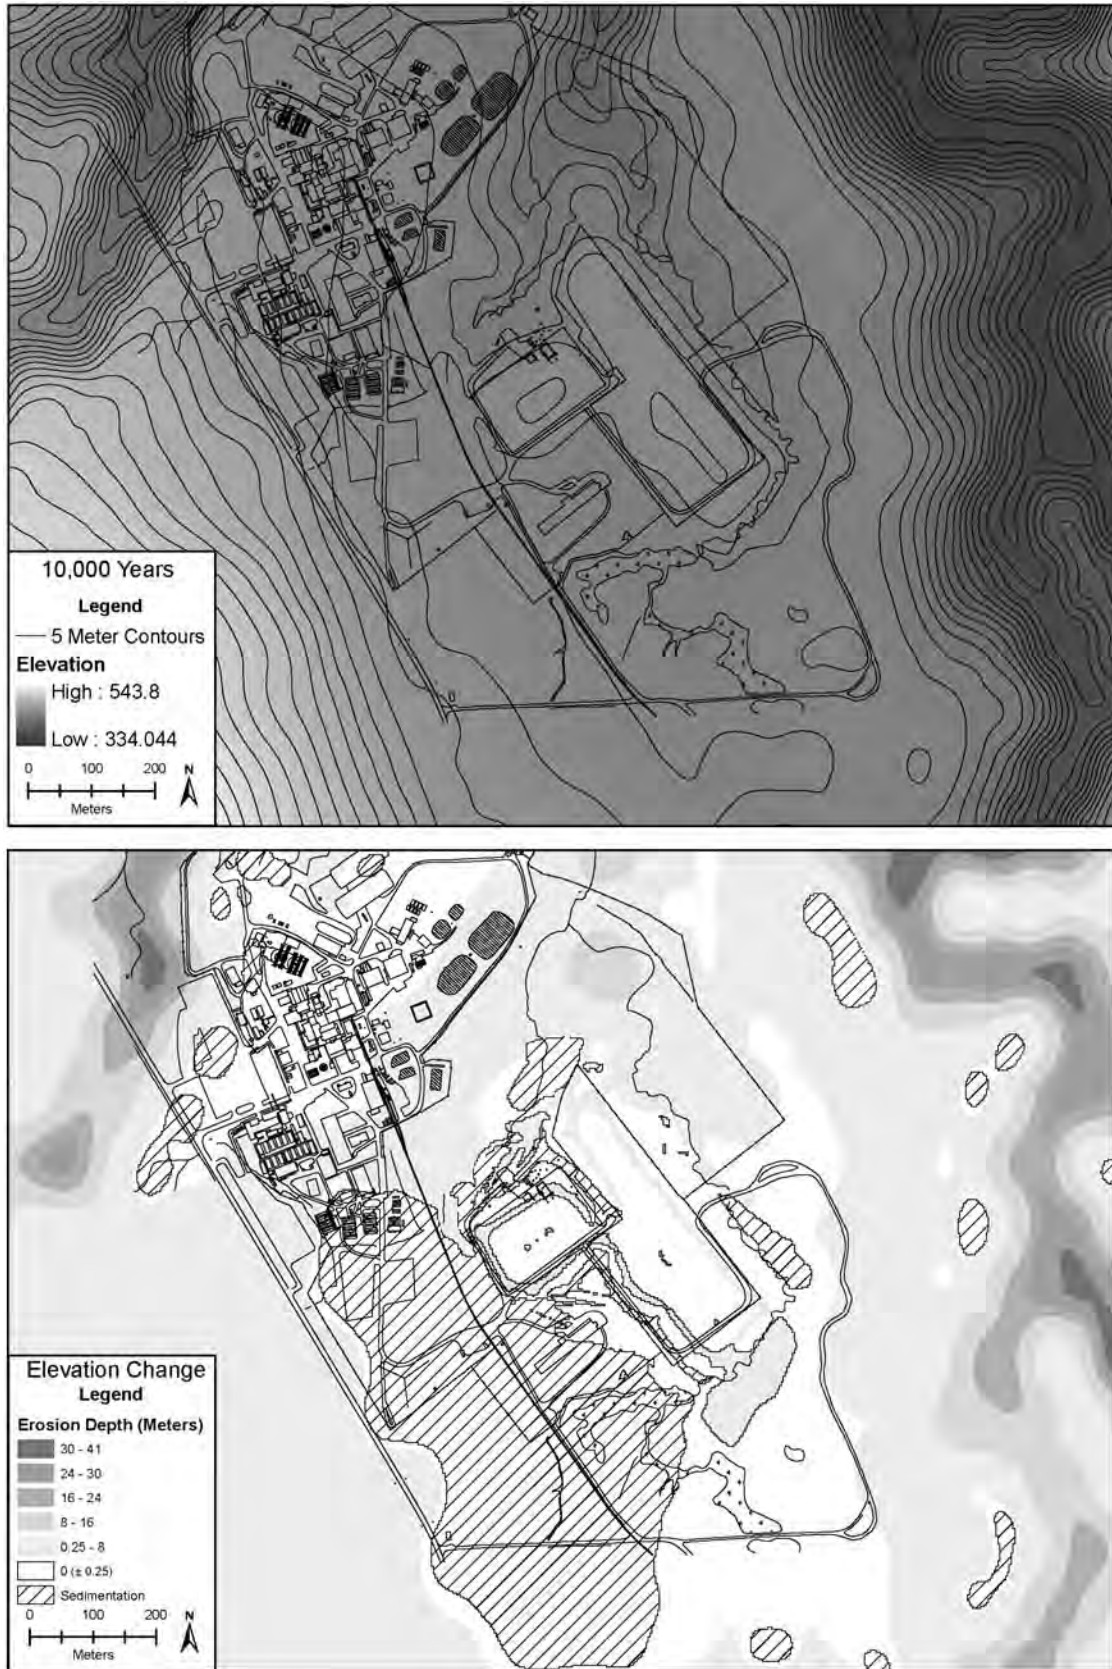 10,000 Years
Legend
5 Meter Contours
Elevation
High : 543.8
Low : 334.044
0 100 200
Meters
N
Elevation Change
Legend
Erosion Depth (Meters)
30 - 41
24 - 30
16 - 24
8 - 16
0.25 - 8
0 (± 0.25)
Sedimentation
0 100 200
Meters
N